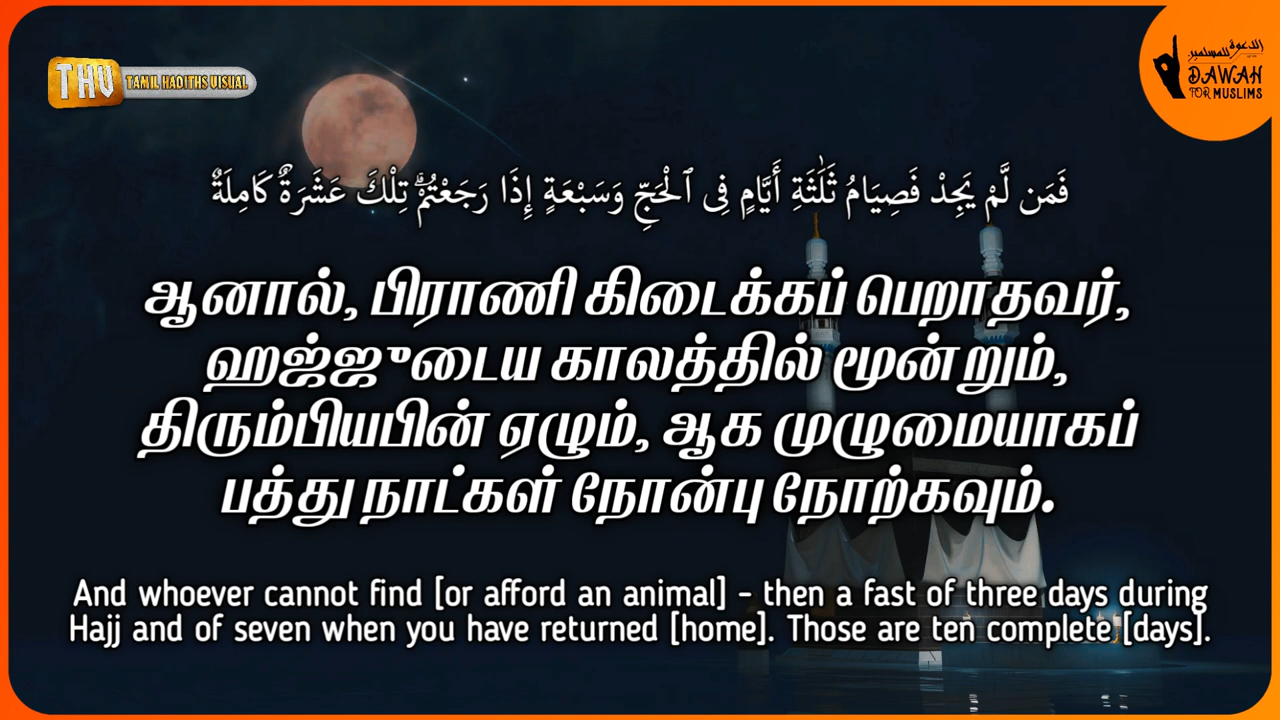 THV TAMIL HADITHS VISUAL
الدعوة للمسلمين
DAWAH
FOR MUSLIMS
فَمَن لَّمْ يَجِدْ فَصِيَامُ ثَلَٰثَةِ أَيَّامٍ فِى ٱلْحَجِّ وَسَبْعَةٍ إِذَا رَجَعْتُمْ ۗ تِلْكَ عَشَرَةٌ كَامِلَةٌ
ஆனால், பிராணி கிடைக்கப் பெறாதவர்,
ஹஜ்ஜுடைய காலத்தில் மூன்றும்,
திரும்பியபின் ஏழும், ஆக முழுமையாகப்
பத்து நாட்கள் நோன்பு நோற்கவும்.
And whoever cannot find [or afford an animal] - then a fast of three days during
Hajj and of seven when you have returned [home]. Those are ten complete [days].